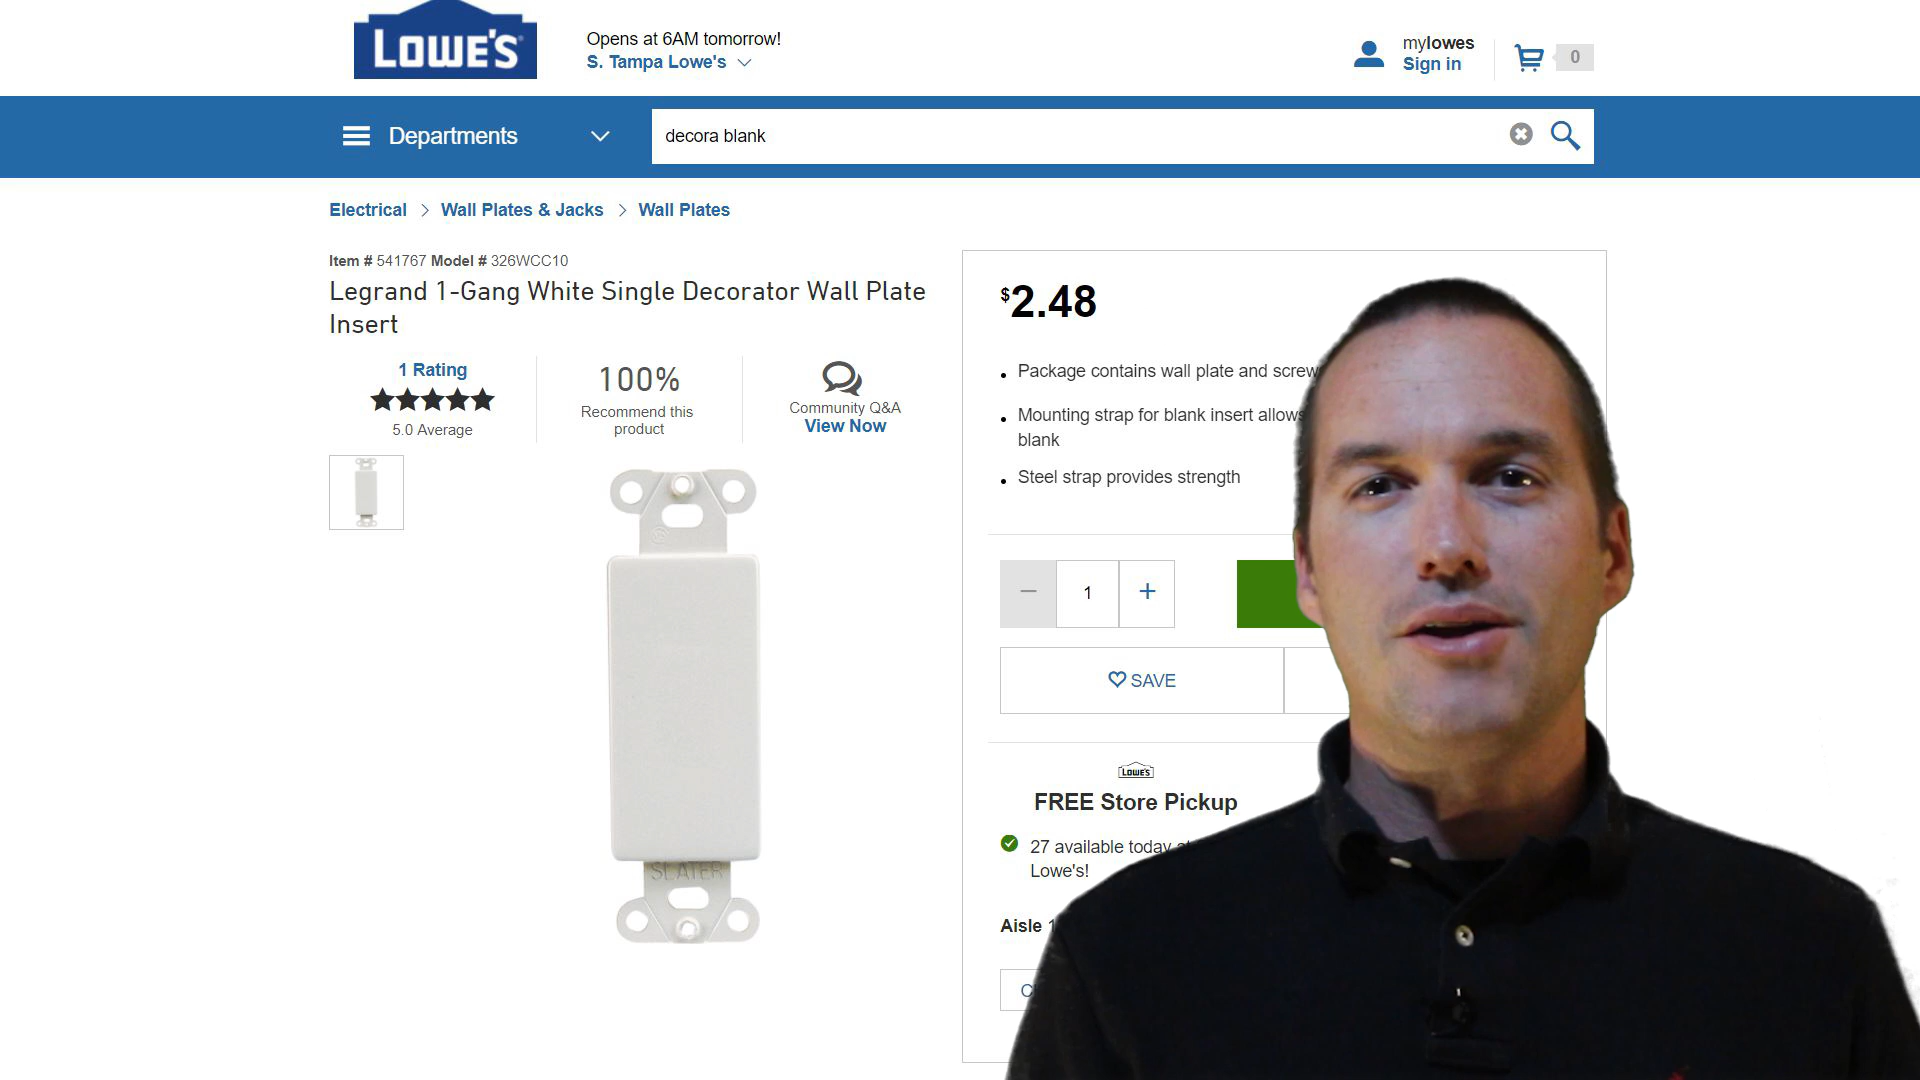 LOWE'S
Opens at 6AM tomorrow!
S. Tampa Lowe's
mylowes
Sign in
0
Departments
decora blank
Electrical > Wall Plates & Jacks > Wall Plates
Item # 541767 Model # 326WCC10
Legrand 1-Gang White Single Decorator Wall Plate
Insert
1 Rating
5.0 Average
100%
Recommend this
product
Community Q&A
View Now
SLATER
$2.48
Package contains wall plate and screw
Mounting strap for blank insert allows
blank
Steel strap provides strength
− 1 +
SAVE
LOWE'S
FREE Store Pickup
27 available today
Lowe's!
Aisle 1